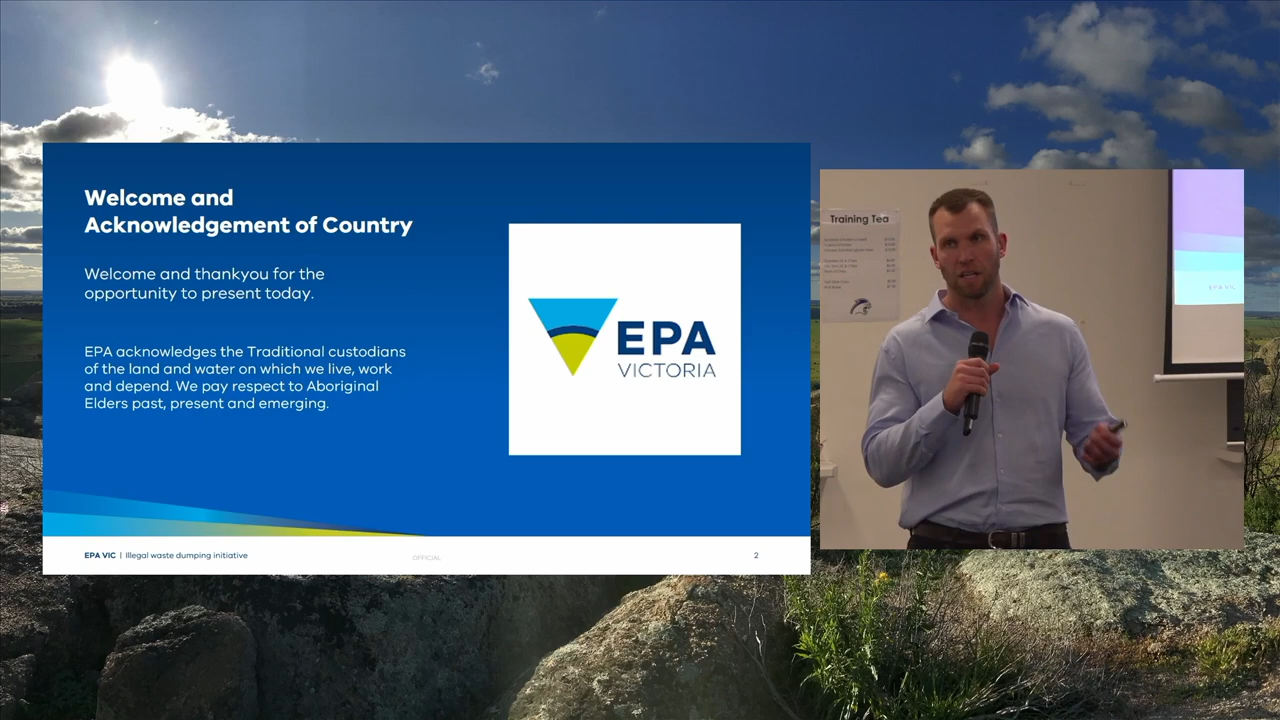 Welcome and
Acknowledgement of Country
Welcome and thankyou for the
opportunity to present today.
EPA acknowledges the Traditional custodians
of the land and water on which we live, work
and depend. We pay respect to Aboriginal
Elders past, present and emerging.
EPA
VICTORIA
EPA VIC | Illegal waste dumping initiative
OFFICIAL
2
Training Tea
EPA VIC